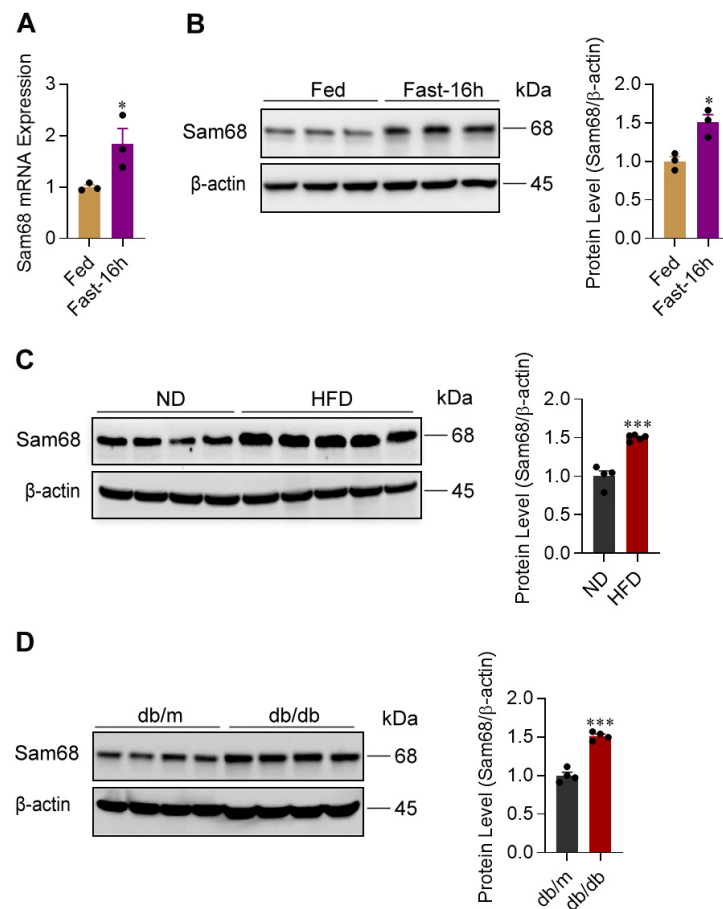 A
Sam68 mRNA Expression
3
2
1
0
*
Fed
Fast-16h
B
Fed
Fast-16h
kDa
Sam68
68
β-actin
45
Protein Level (Sam68/β-actin)
2.0
1.5
1.0
0.5
0.0
*
Fed
Fast-16h
C
ND
HFD
kDa
Sam68
68
β-actin
45
Protein Level (Sam68/β-actin)
2.0
1.5
1.0
0.5
0.0
***
ND
HFD
D
db/m
db/db
kDa
Sam68
68
β-actin
45
Protein Level (Sam68/β-actin)
2.0
1.5
1.0
0.5
0.0
***
db/m
db/db